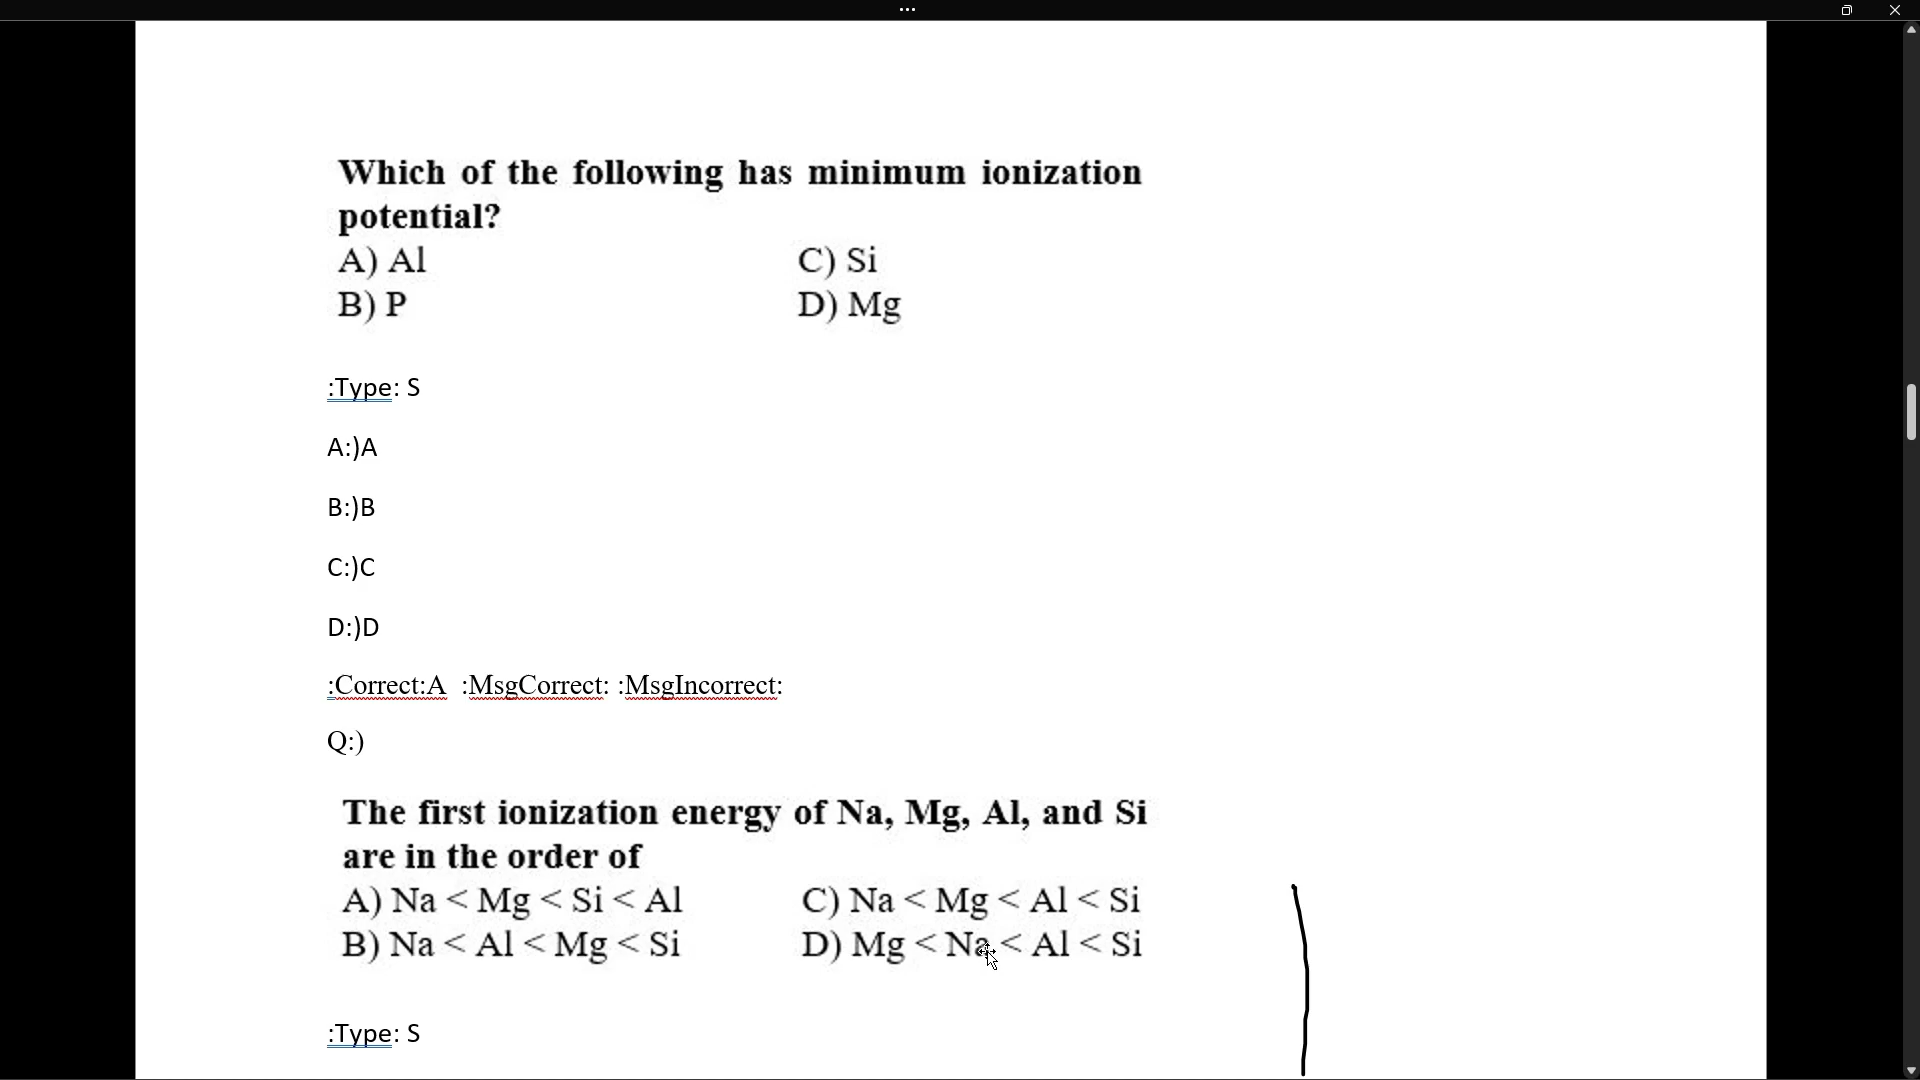 Which of the following has minimum ionization
potential?
A) Al C) Si
B) P D) Mg
:Type: S
A:)A
B:)B
C:)C
D:)D
:Correct:A :MsgCorrect: :MsgIncorrect:
Q:)
The first ionization energy of Na, Mg, Al, and Si
are in the order of
A) Na < Mg < Si < Al C) Na < Mg < Al < Si
B) Na < Al < Mg < Si D) Mg < Na < Al < Si
:Type: S